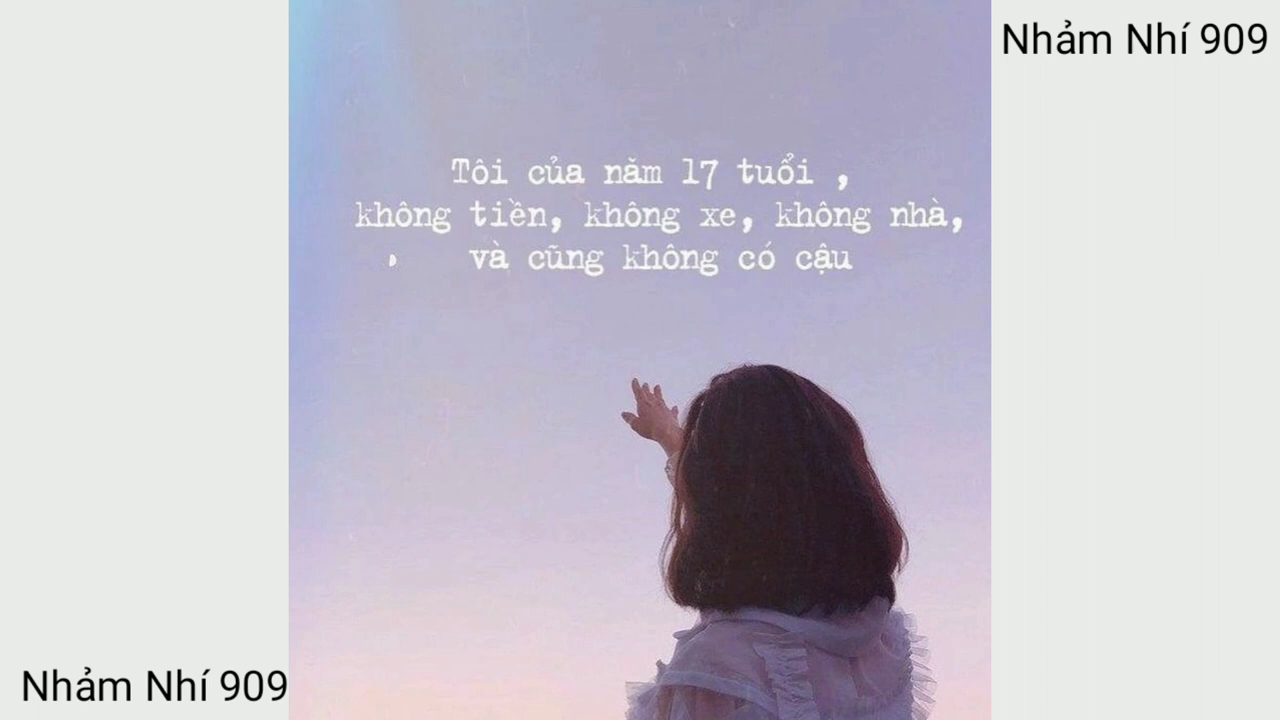 Nhảm Nhí 909
Tôi của năm 17 tuổi ,
không tiền, không xe, không nhà,
, và cũng không có cậu
Nhảm Nhí 909